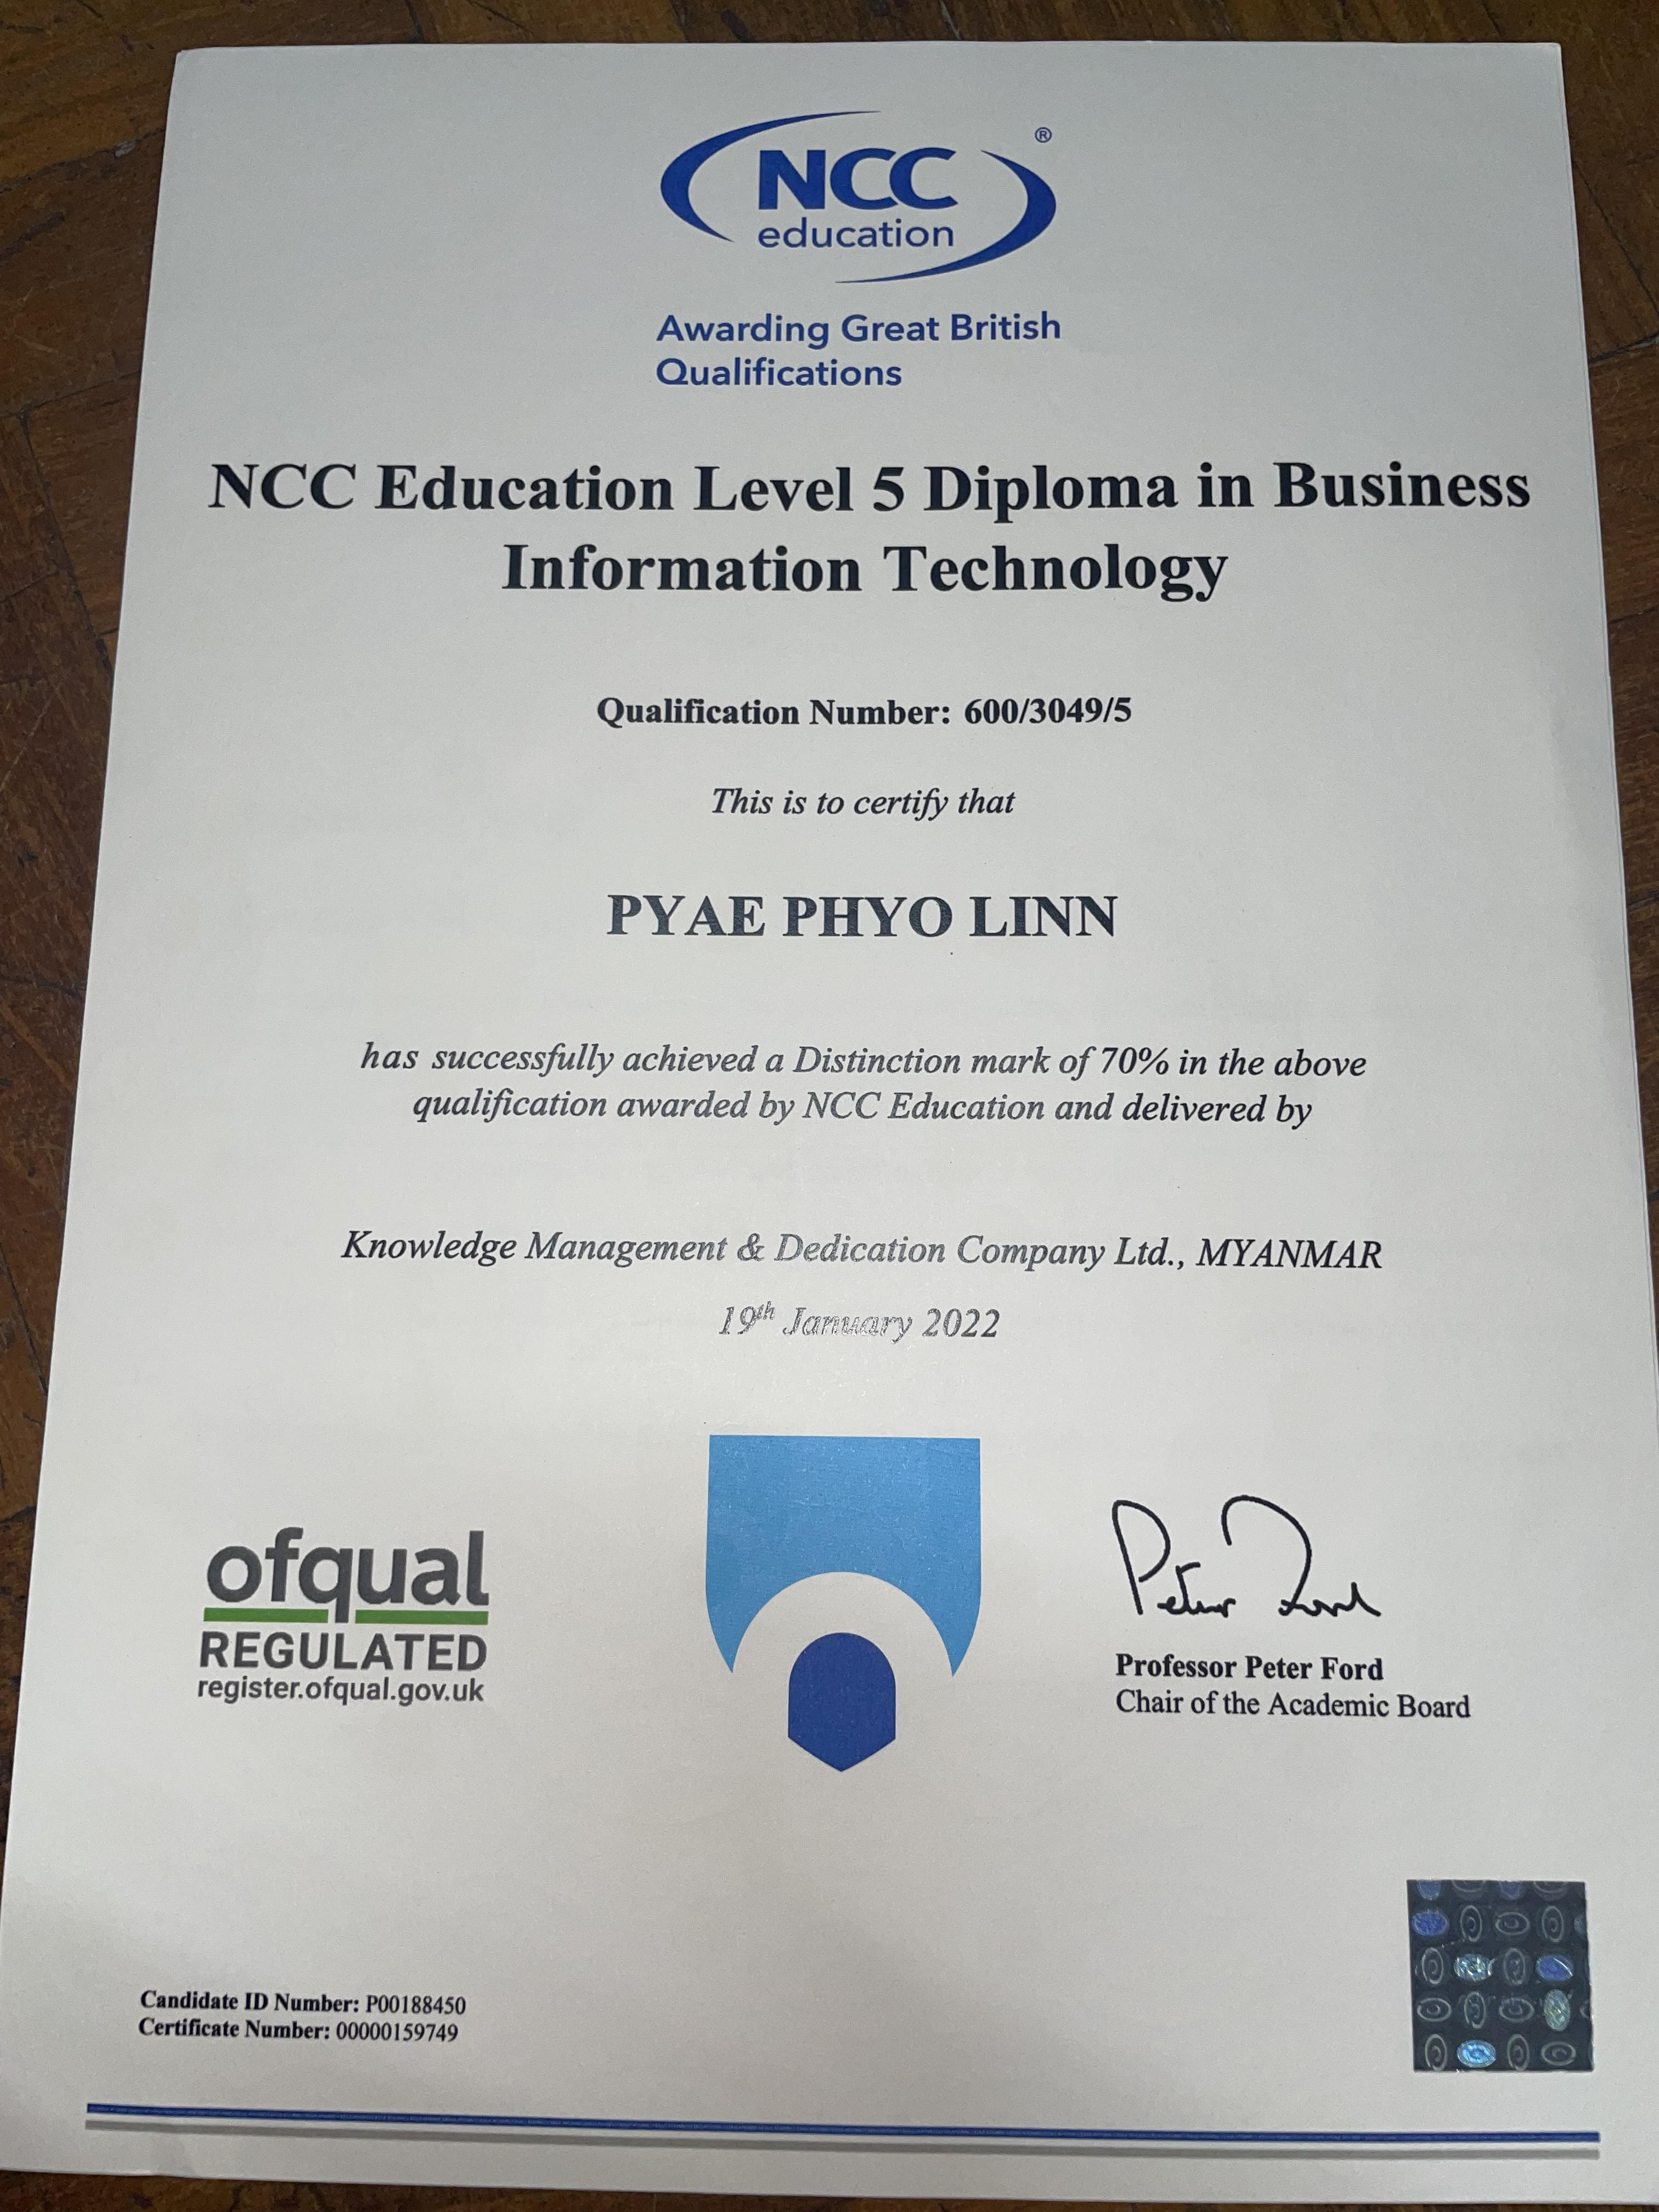 NCC
®
education
Awarding Great British
Qualifications
NCC Education Level 5 Diploma in Business
Information Technology
Qualification Number: 600/3049/5
This is to certify that
PYAE PHYO LINN
has successfully achieved a Distinction mark of 70% in the above
qualification awarded by NCC Education and delivered by
Knowledge Management & Dedication Company Ltd., MYANMAR
19th January 2022
ofqual
REGULATED
register.ofqual.gov.uk
Peter Ford
Professor Peter Ford
Chair of the Academic Board
Candidate ID Number: P00188450
Certificate Number: 00000159749